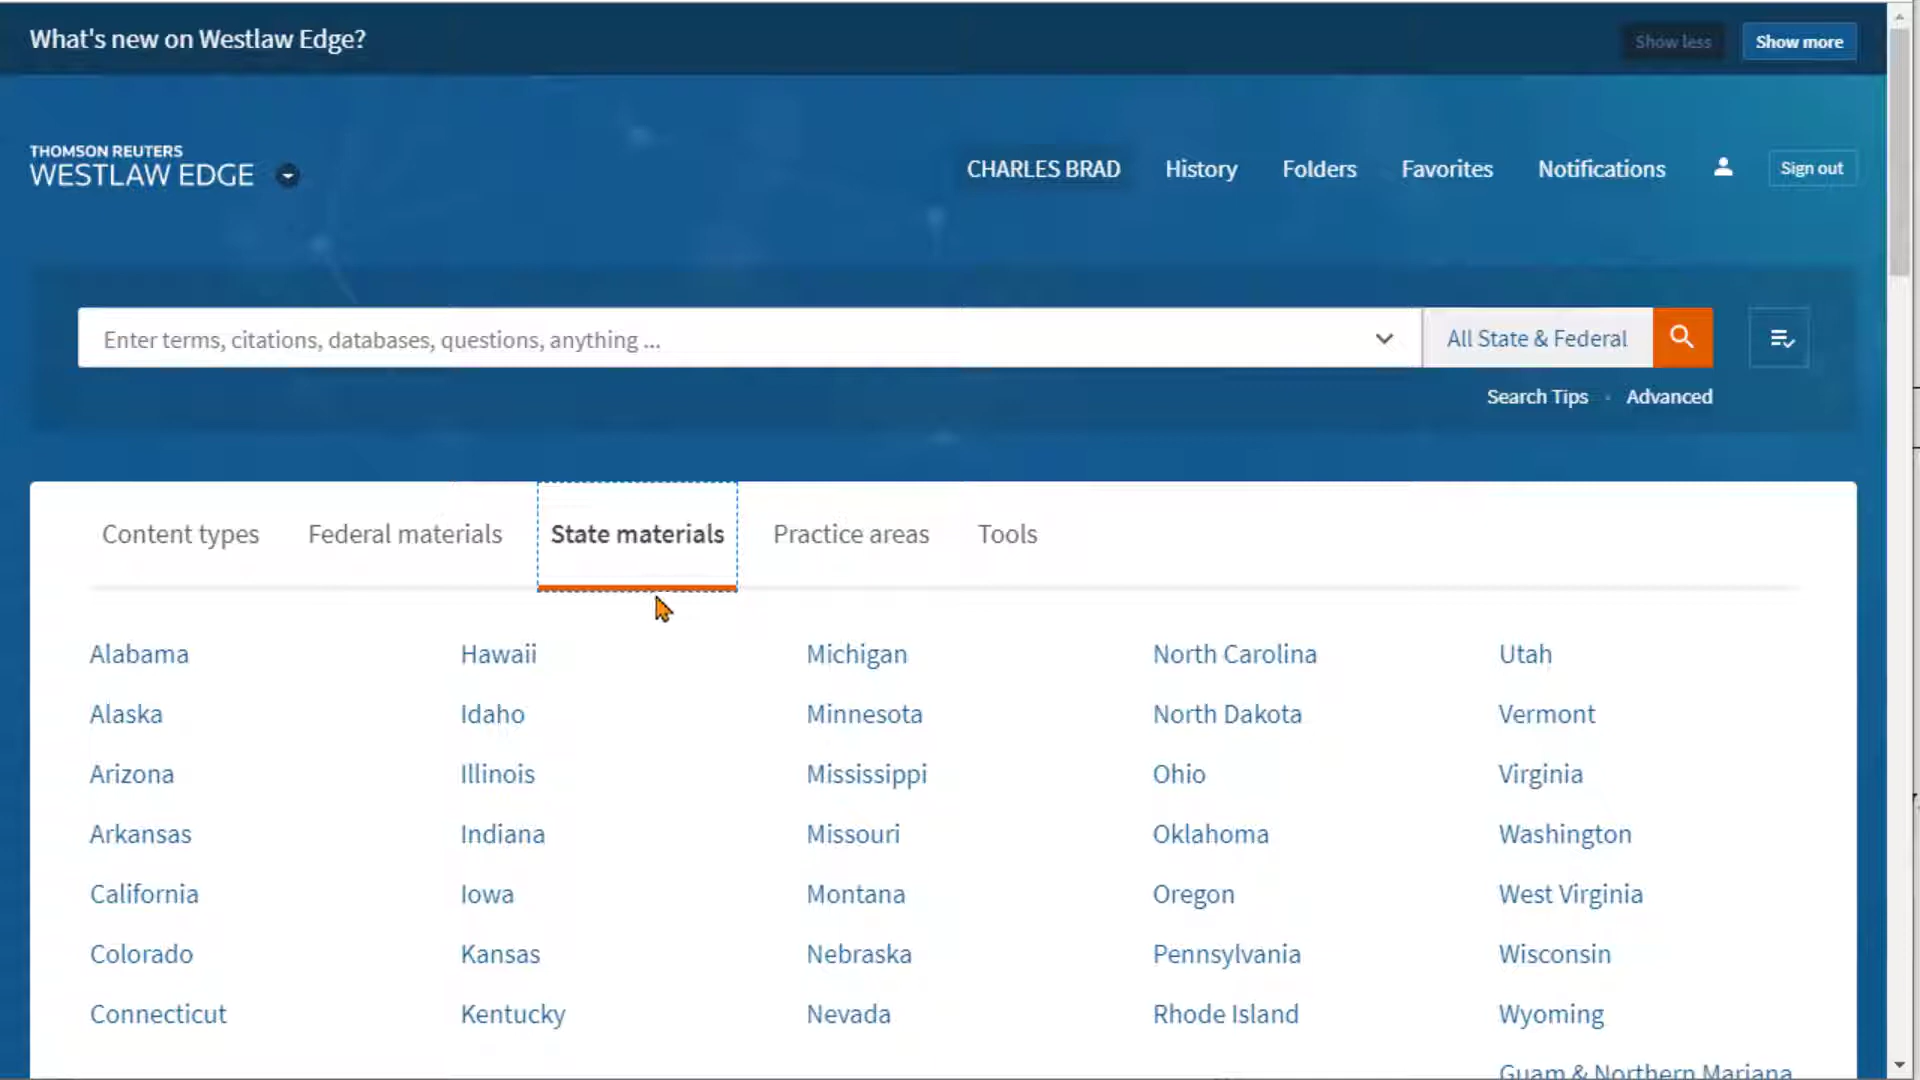 What's new on Westlaw Edge?
Show less
Show more
THOMSON REUTERS
WESTLAW EDGE
CHARLES BRAD
History
Folders
Favorites
Notifications
Sign out
Enter terms, citations, databases, questions, anything ...
All State & Federal
Search Tips
Advanced
Content types
Federal materials
State materials
Practice areas
Tools
Alabama
Hawaii
Michigan
North Carolina
Utah
Alaska
Idaho
Minnesota
North Dakota
Vermont
Arizona
Illinois
Mississippi
Ohio
Virginia
Arkansas
Indiana
Missouri
Oklahoma
Washington
California
Iowa
Montana
Oregon
West Virginia
Colorado
Kansas
Nebraska
Pennsylvania
Wisconsin
Connecticut
Kentucky
Nevada
Rhode Island
Wyoming
Guam & Northern Mariana